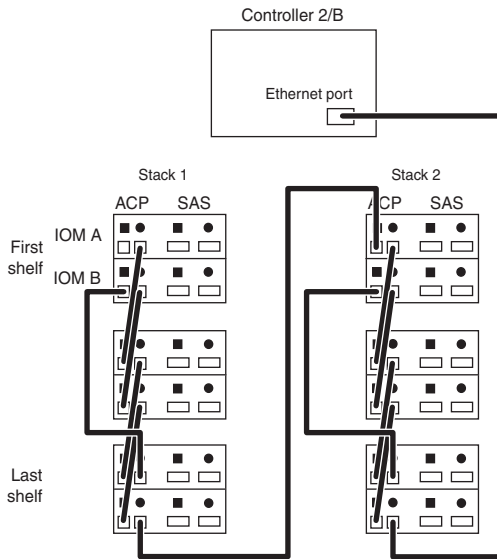 Controller 2/B
Ethernet port
Stack 1
Stack 2
ACP SAS
ACP SAS
IOM A
First
shelf
IOM B
Last
shelf